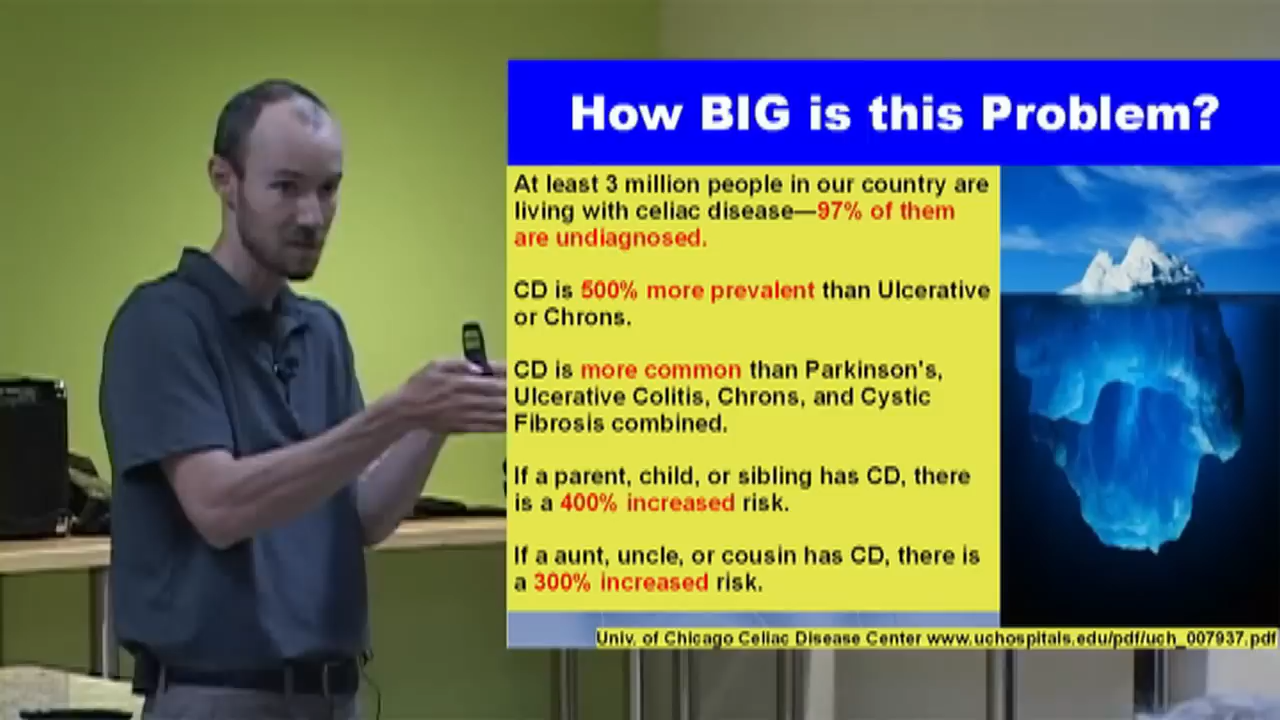 How BIG is this Problem?
At least 3 million people in our country are
living with celiac disease—97% of them
are undiagnosed.
CD is 500% more prevalent than Ulcerative
or Chrons.
CD is more common than Parkinson's,
Ulcerative Colitis, Chrons, and Cystic
Fibrosis combined.
If a parent, child, or sibling has CD, there
is a 400% increased risk.
If a aunt, uncle, or cousin has CD, there is
a 300% increased risk.
Univ. of Chicago Celiac Disease Center www.uchospitals.edu/pdf/uch_007937.pdf